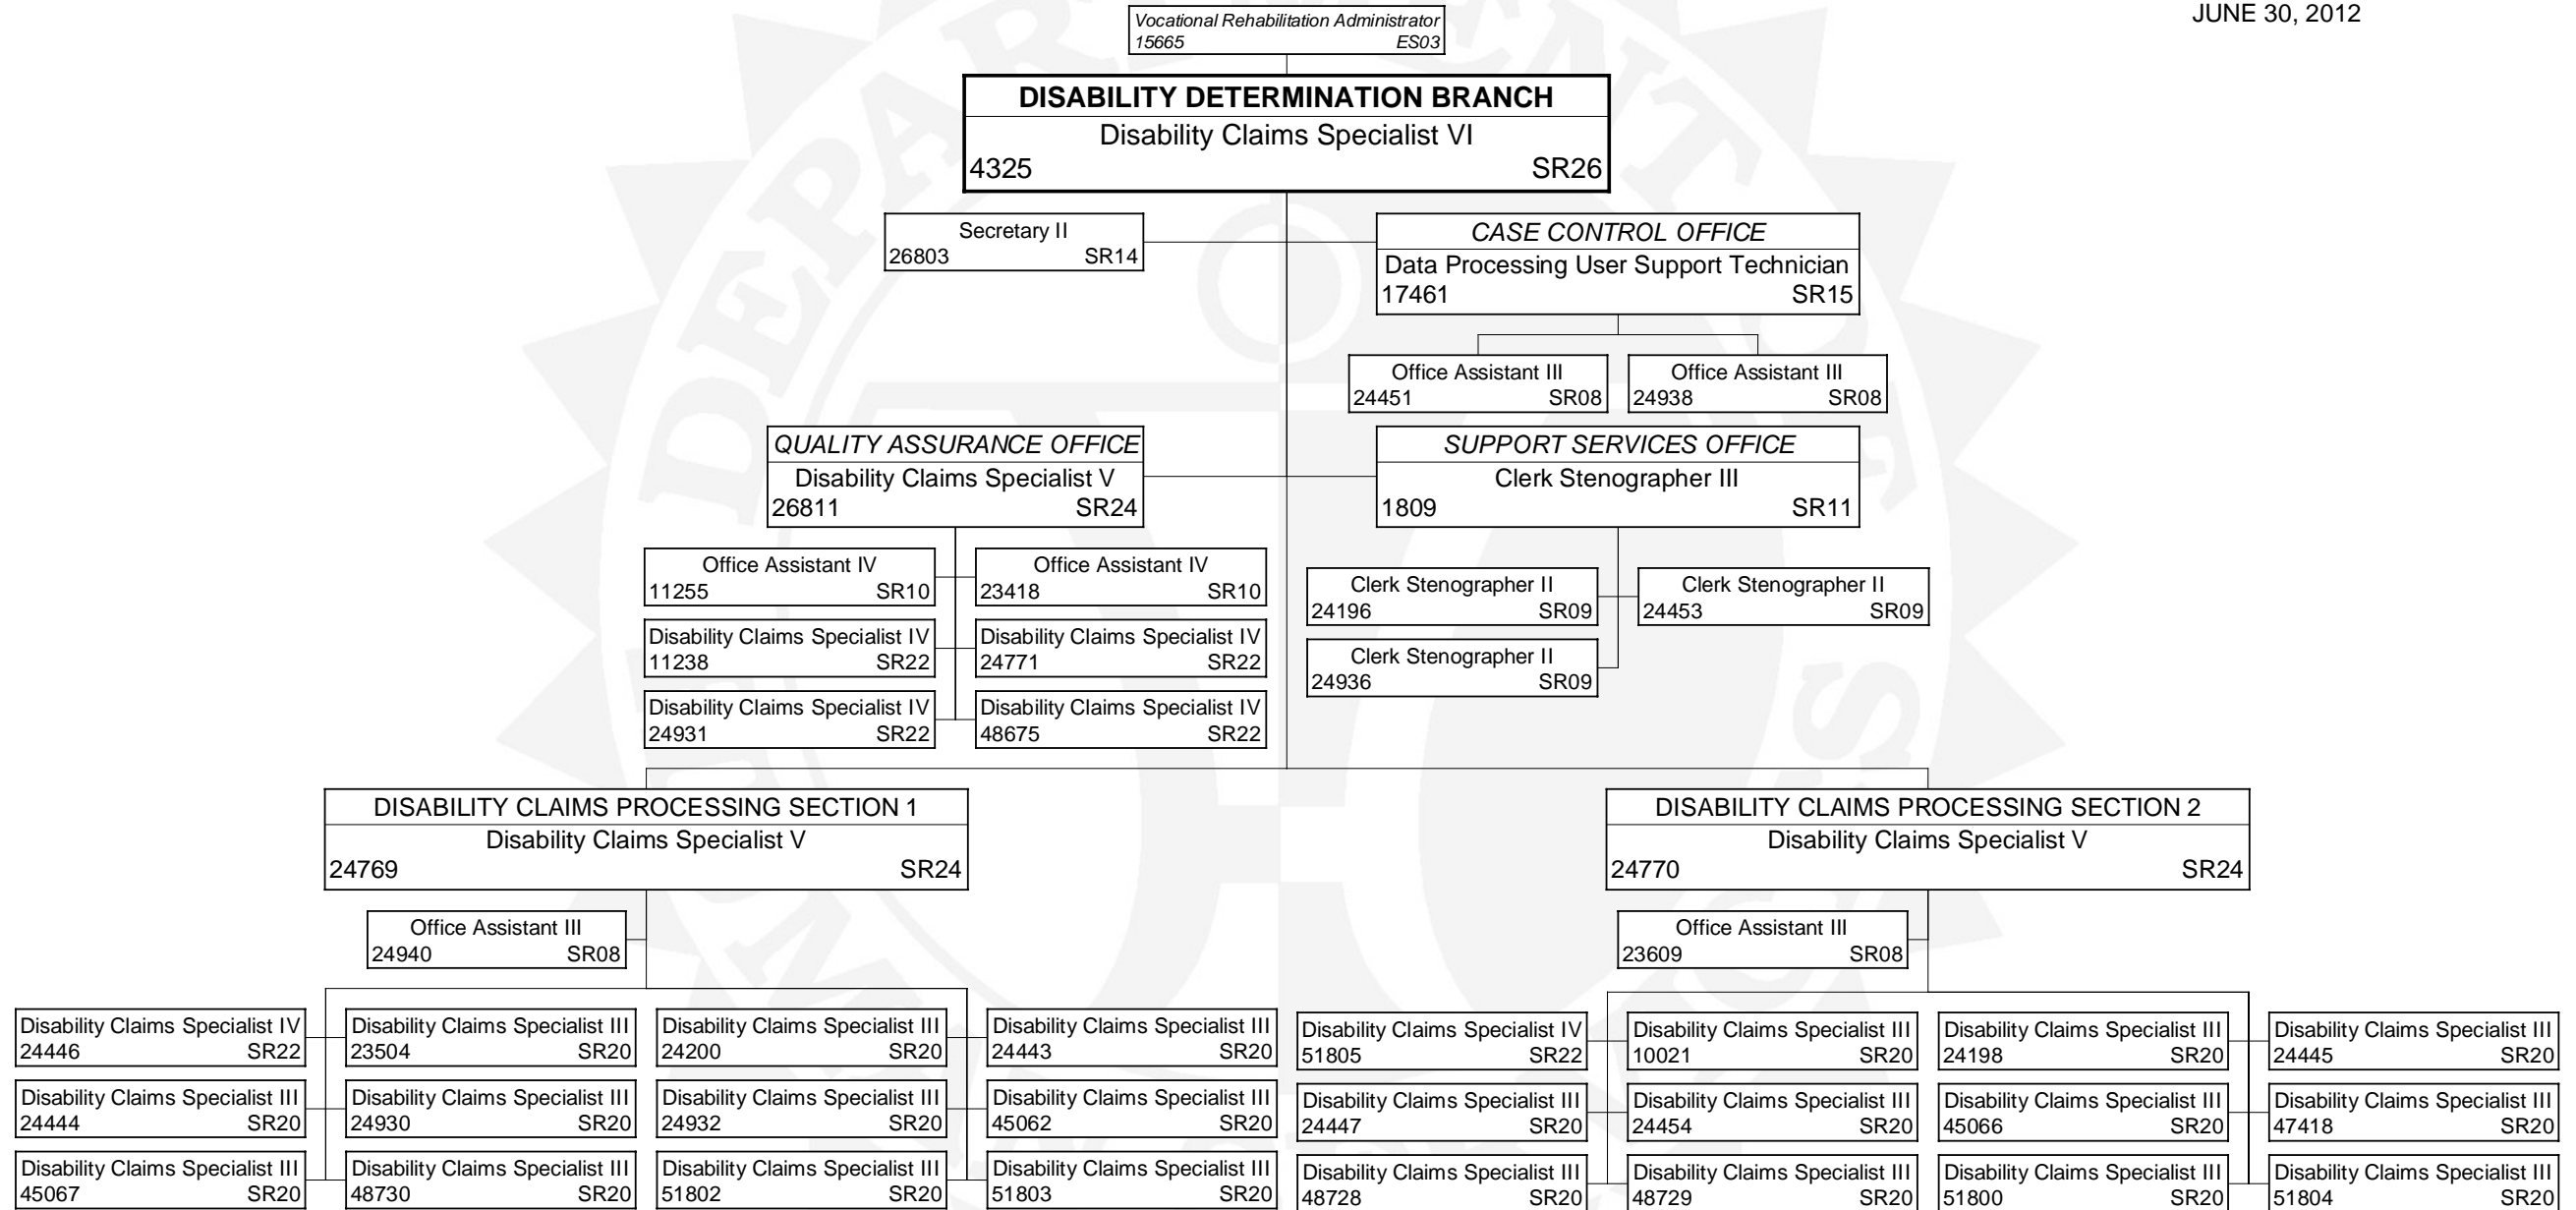 JUNE 30, 2012
Vocational Rehabilitation Administrator
15665 ES03
DISABILITY DETERMINATION BRANCH
Disability Claims Specialist VI
4325 SR26
Secretary II
26803 SR14
CASE CONTROL OFFICE
Data Processing User Support Technician
17461 SR15
Office Assistant III
24451 SR08
Office Assistant III
24938 SR08
QUALITY ASSURANCE OFFICE
Disability Claims Specialist V
26811 SR24
SUPPORT SERVICES OFFICE
Clerk Stenographer III
1809 SR11
Office Assistant IV
11255 SR10
Office Assistant IV
23418 SR10
Disability Claims Specialist IV
11238 SR22
Disability Claims Specialist IV
24771 SR22
Disability Claims Specialist IV
24931 SR22
Disability Claims Specialist IV
48675 SR22
Clerk Stenographer II
24196 SR09
Clerk Stenographer II
24453 SR09
Clerk Stenographer II
24936 SR09
DISABILITY CLAIMS PROCESSING SECTION 1
Disability Claims Specialist V
24769 SR24
Office Assistant III
24940 SR08
Disability Claims Specialist IV
24446 SR22
Disability Claims Specialist III
23504 SR20
Disability Claims Specialist III
24200 SR20
Disability Claims Specialist III
24443 SR20
Disability Claims Specialist III
24444 SR20
Disability Claims Specialist III
24930 SR20
Disability Claims Specialist III
24932 SR20
Disability Claims Specialist III
45062 SR20
Disability Claims Specialist III
45067 SR20
Disability Claims Specialist III
48730 SR20
Disability Claims Specialist III
51802 SR20
Disability Claims Specialist III
51803 SR20
DISABILITY CLAIMS PROCESSING SECTION 2
Disability Claims Specialist V
24770 SR24
Office Assistant III
23609 SR08
Disability Claims Specialist IV
51805 SR22
Disability Claims Specialist III
10021 SR20
Disability Claims Specialist III
24198 SR20
Disability Claims Specialist III
24445 SR20
Disability Claims Specialist III
24447 SR20
Disability Claims Specialist III
24454 SR20
Disability Claims Specialist III
45066 SR20
Disability Claims Specialist III
47418 SR20
Disability Claims Specialist III
48728 SR20
Disability Claims Specialist III
48729 SR20
Disability Claims Specialist III
51800 SR20
Disability Claims Specialist III
51804 SR20